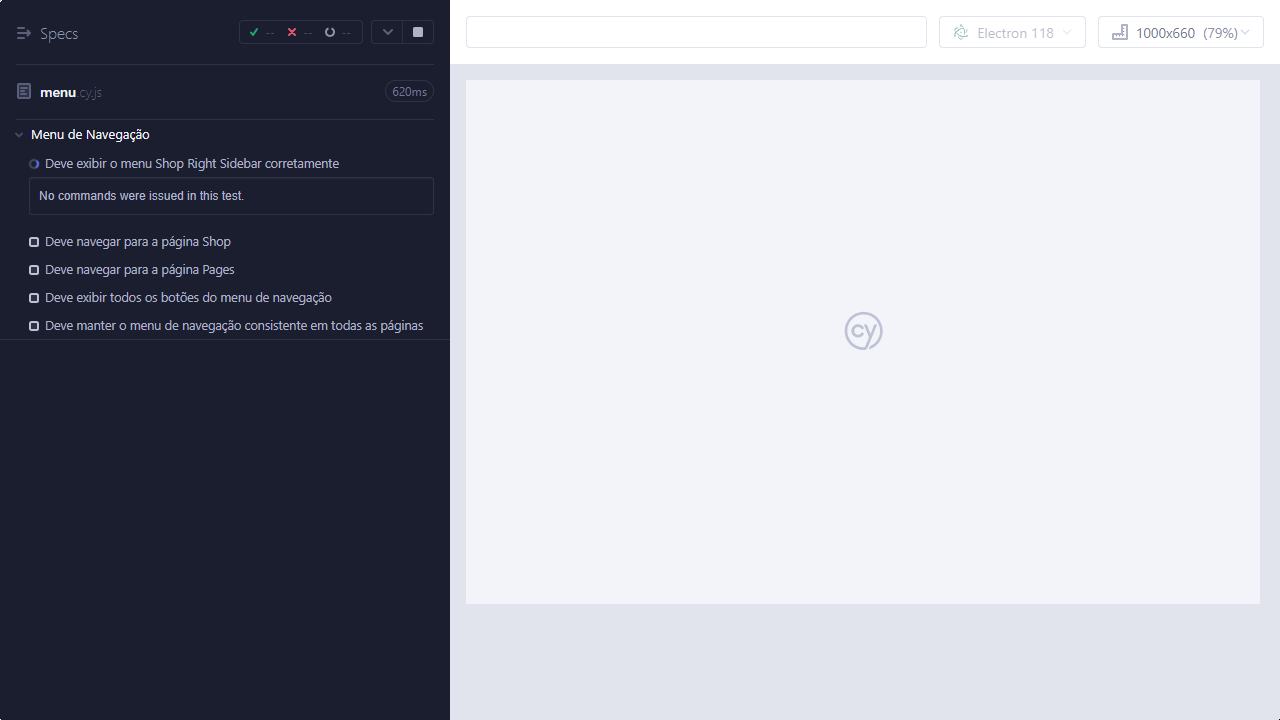 Specs
-- -- --
menu.cy.js
620ms
Menu de Navegação
Deve exibir o menu Shop Right Sidebar corretamente
No commands were issued in this test.
Deve navegar para a página Shop
Deve navegar para a página Pages
Deve exibir todos os botões do menu de navegação
Deve manter o menu de navegação consistente em todas as páginas
Electron 118
1000x660 (79%)
cy